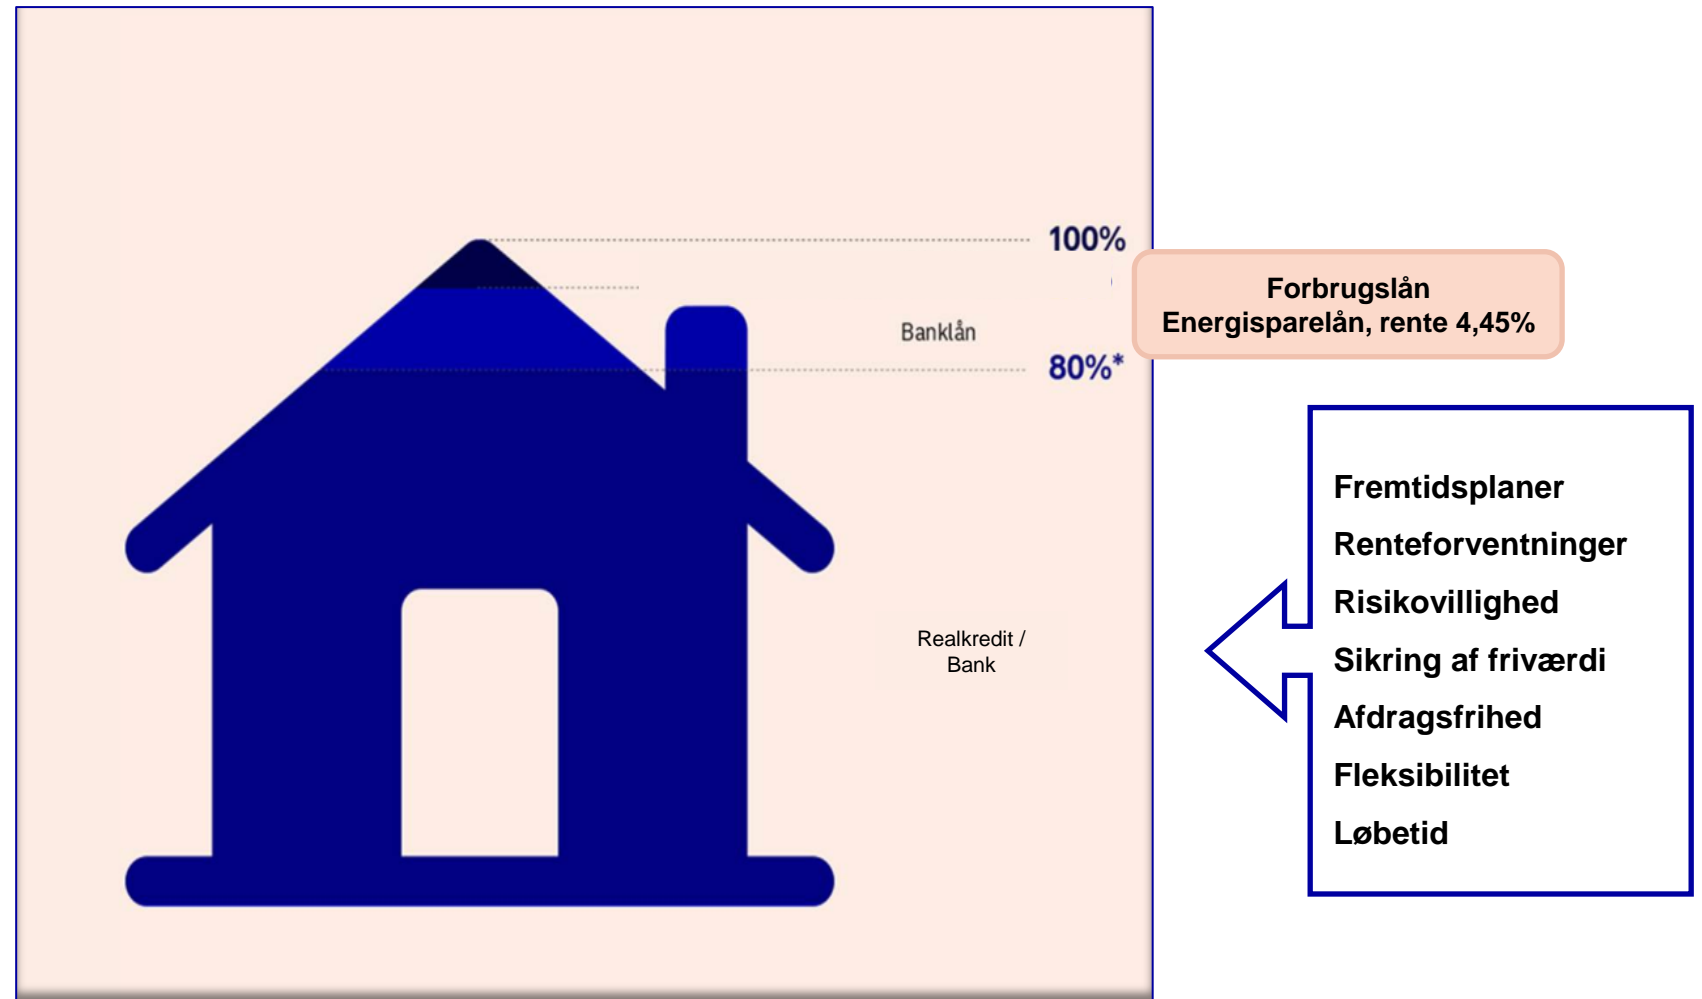 100%
Forbrugslån
Energisparelån, rente 4,45%
Banklån
80%*
Fremtidsplaner
Renteforventninger
Risikovillighed
Sikring af friværdi
Afdragsfrihed
Fleksibilitet
Løbetid
Realkredit /
Bank